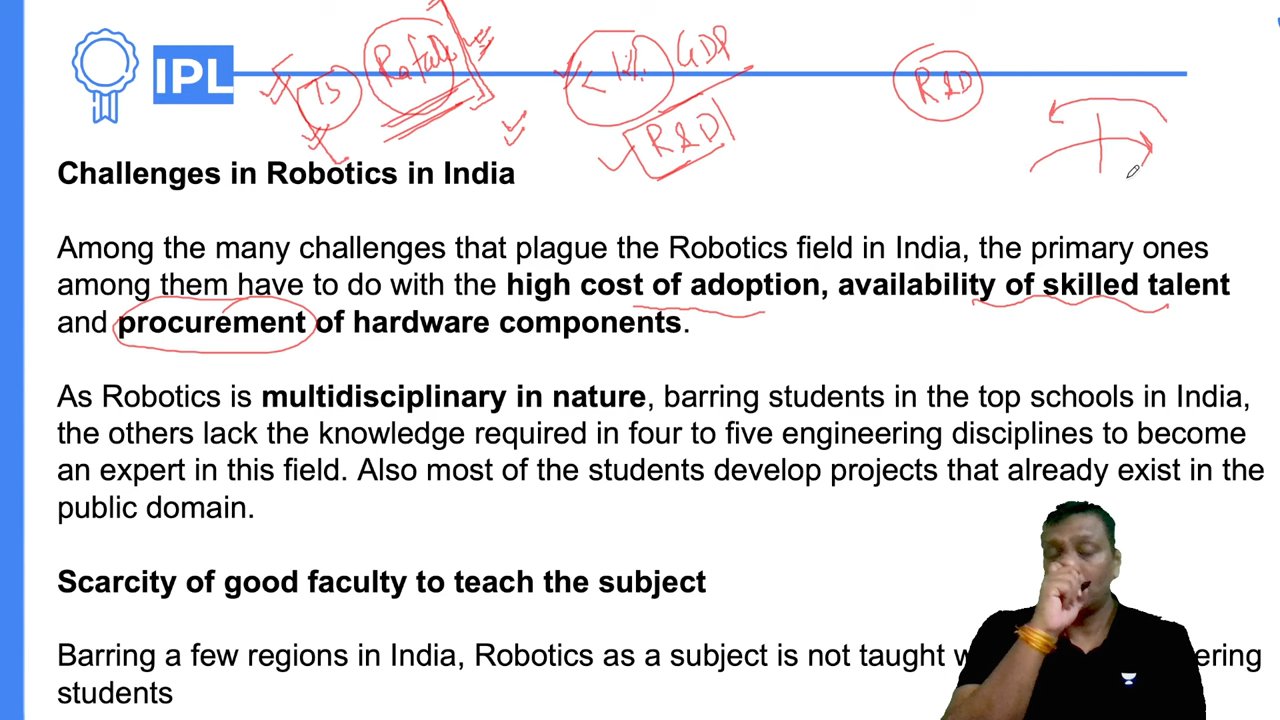 IPL
Rafale
TS
< 1%
GDP
R&D
R&D
Challenges in Robotics in India
Among the many challenges that plague the Robotics field in India, the primary ones
among them have to do with the high cost of adoption, availability of skilled talent
and procurement of hardware components.
As Robotics is multidisciplinary in nature, barring students in the top schools in India,
the others lack the knowledge required in four to five engineering disciplines to become
an expert in this field. Also most of the students develop projects that already exist in the
public domain.
Scarcity of good faculty to teach the subject
Barring a few regions in India, Robotics as a subject is not taught
ering
students